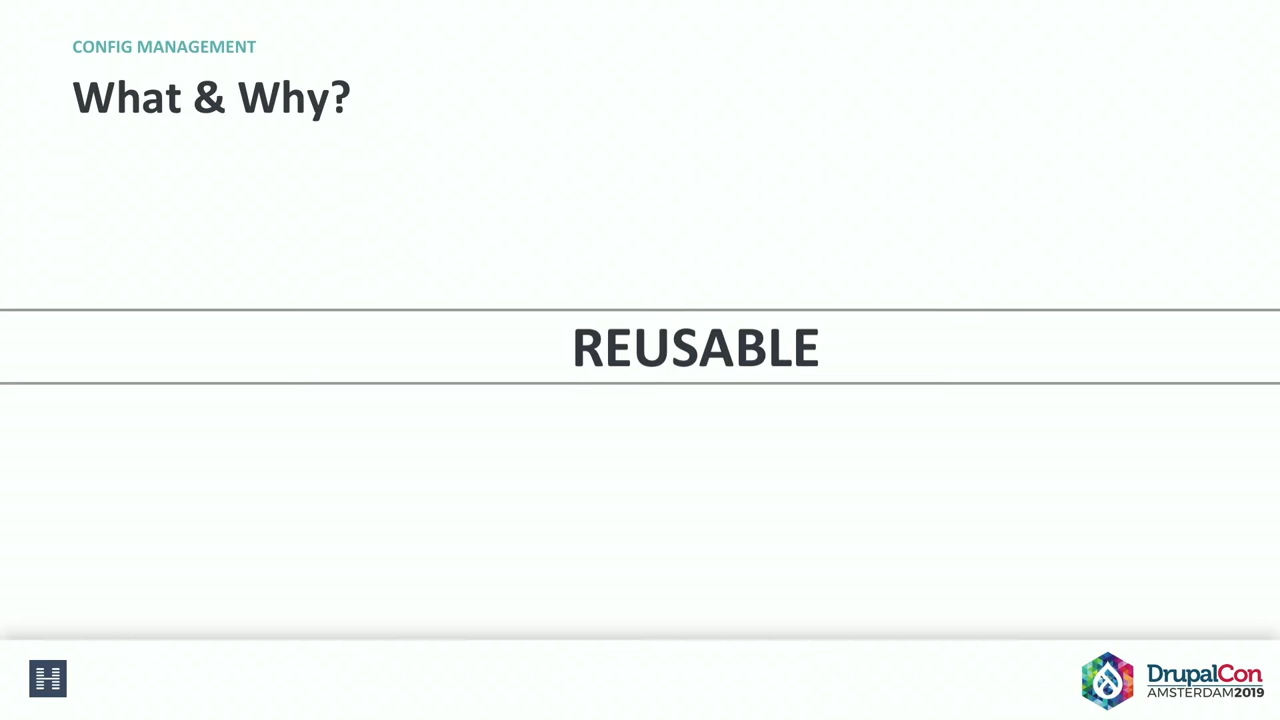 CONFIG MANAGEMENT
What & Why?
REUSABLE
H
DrupalCon
AMSTERDAM2019